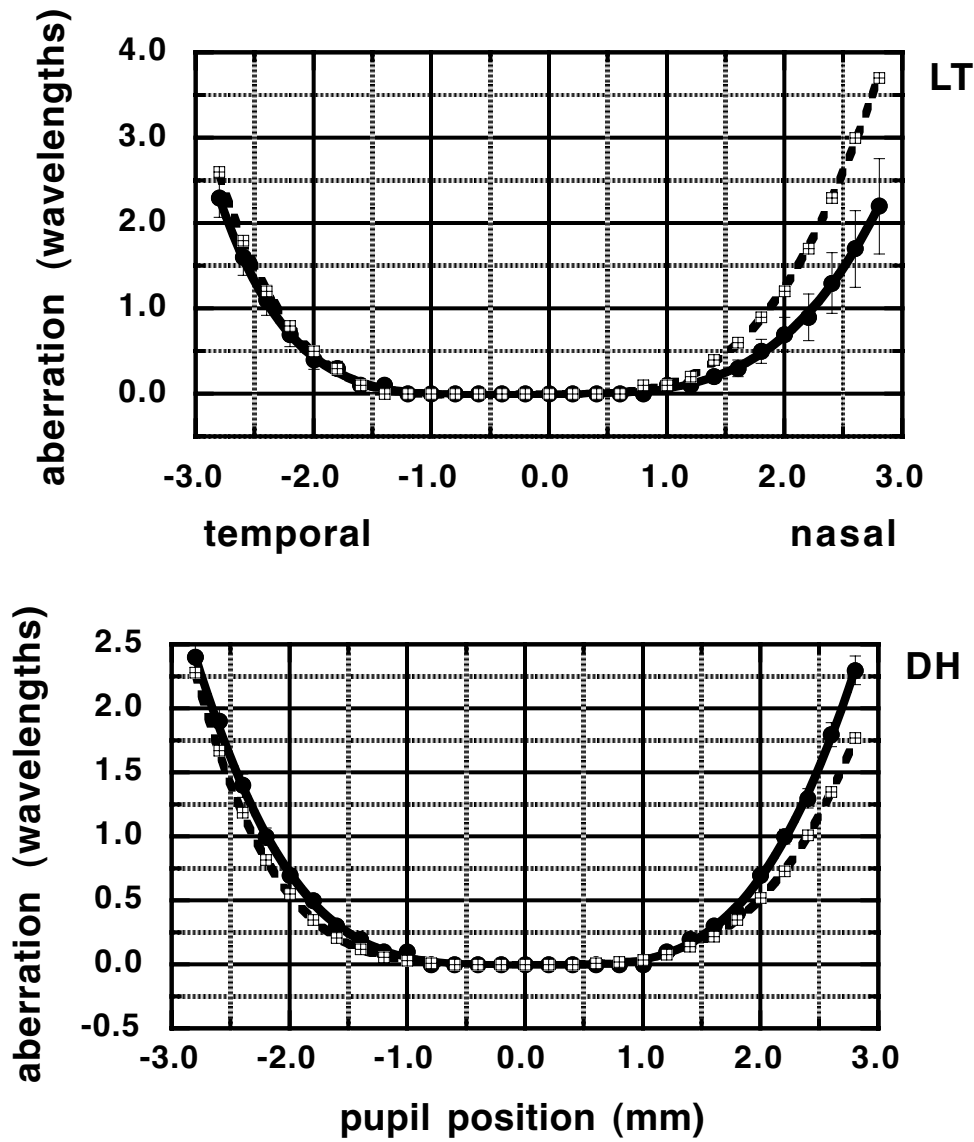 LT
aberration (wavelengths)
4.0
3.0
2.0
1.0
0.0
-3.0 -2.0 -1.0 0.0 1.0 2.0 3.0
temporal nasal
DH
aberration (wavelengths)
2.5
2.0
1.5
1.0
0.5
0.0
-0.5
-3.0 -2.0 -1.0 0.0 1.0 2.0 3.0
pupil position (mm)